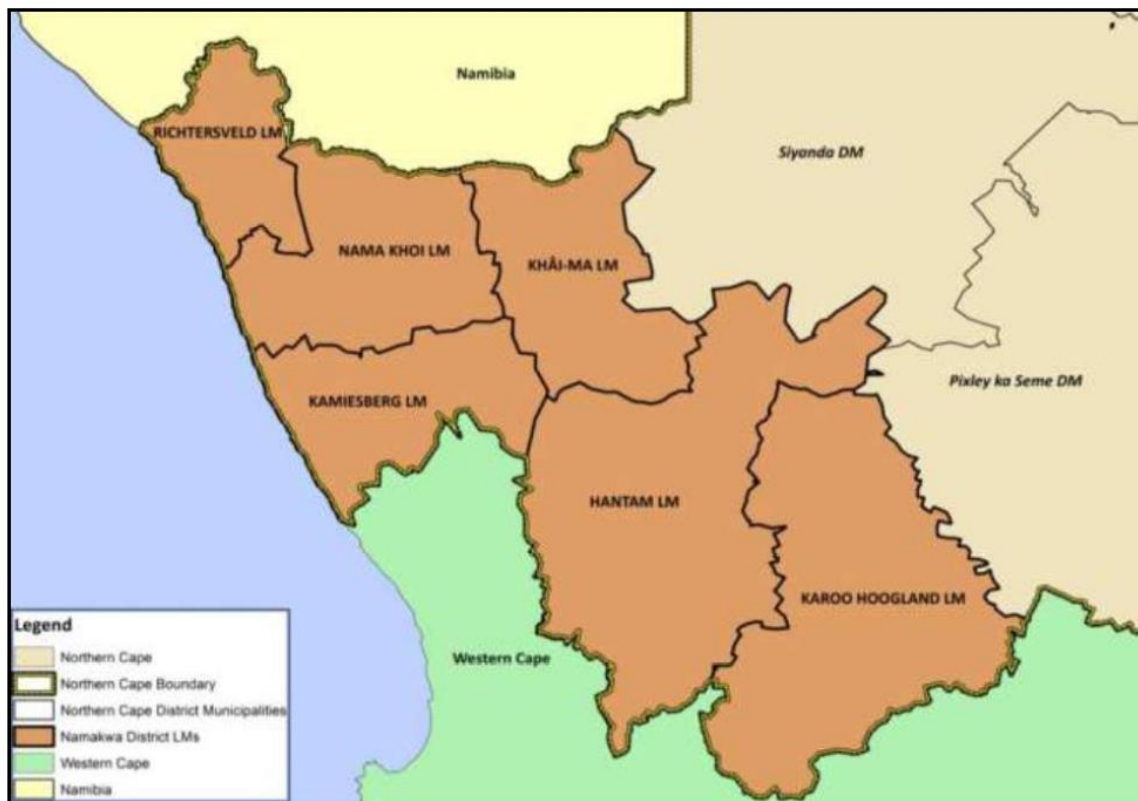 Namibia
RICHTERSVELD LM
Siyanda DM
NAMA KHOI LM
KHÂI-MA LM
Pixley ka Seme DM
KAMIESBERG LM
HANTAM LM
KAROO HOOGLAND LM
Western Cape
Legend
Northern Cape
Northern Cape Boundary
Northern Cape District Municipalities
Namakwa District LMs
Western Cape
Namibia